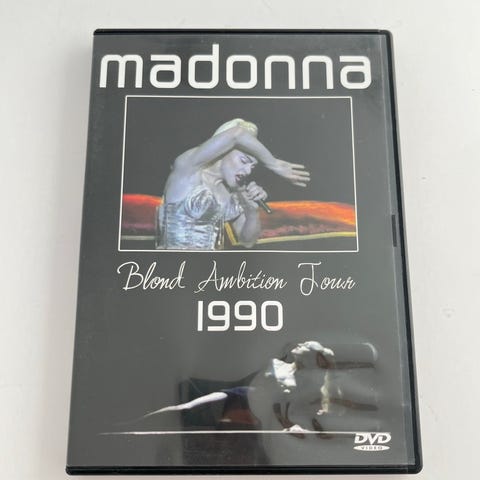 madonna
Blond Ambition Tour
1990
DVD
VIDEO